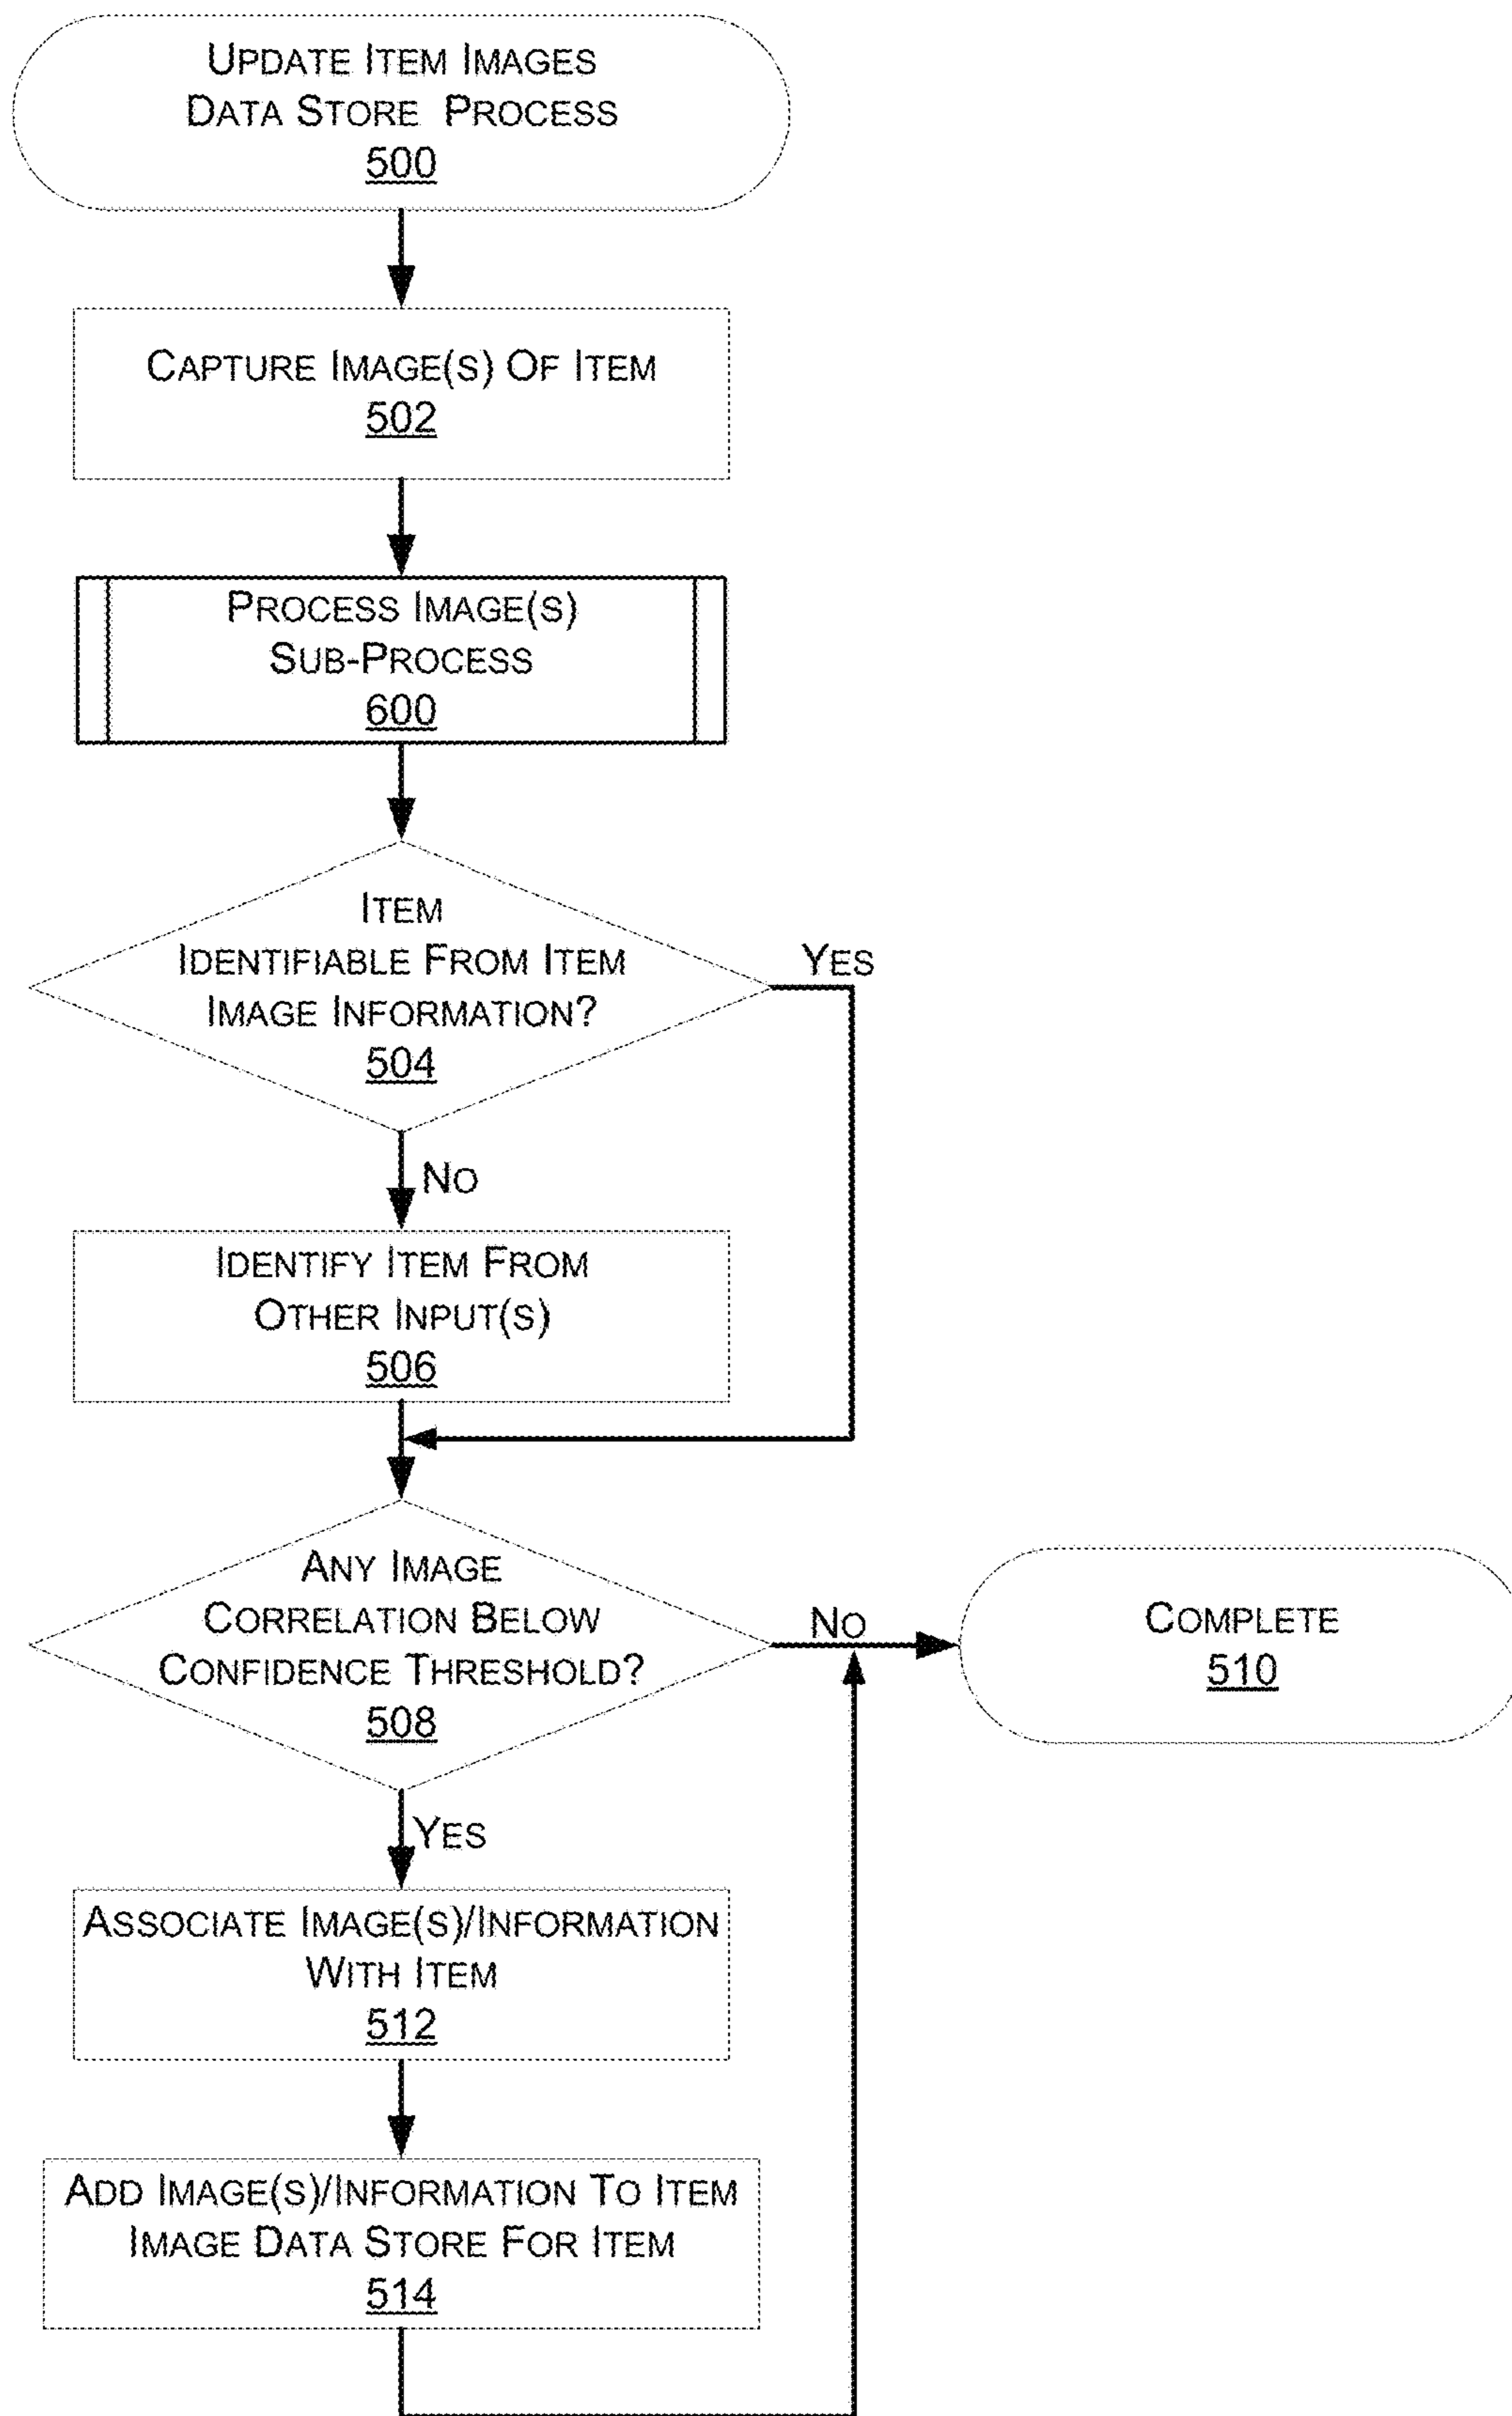 UPDATE ITEM IMAGES
DATA STORE PROCESS
500
CAPTURE IMAGE(S) OF ITEM
502
PROCESS IMAGE(S)
SUB-PROCESS
600
ITEM
IDENTIFIABLE FROM ITEM
IMAGE INFORMATION?
504
YES
NO
IDENTIFY ITEM FROM
OTHER INPUT(S)
506
ANY IMAGE
CORRELATION BELOW
CONFIDENCE THRESHOLD?
508
NO
COMPLETE
510
YES
ASSOCIATE IMAGE(S)/INFORMATION
WITH ITEM
512
ADD IMAGE(S)/INFORMATION TO ITEM
IMAGE DATA STORE FOR ITEM
514